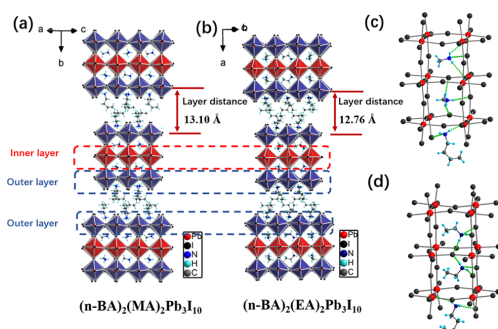 (a)
a
c
b
(b)
a
(c)
Layer distance
13.10 Å
Layer distance
12.76 Å
Inner layer
Outer layer
Outer layer
(d)
Pb
I
N
H
C
Pb
I
N
H
C
(n-BA)₂(MA)₂Pb₃I₁₀
(n-BA)₂(EA)₂Pb₃I₁₀